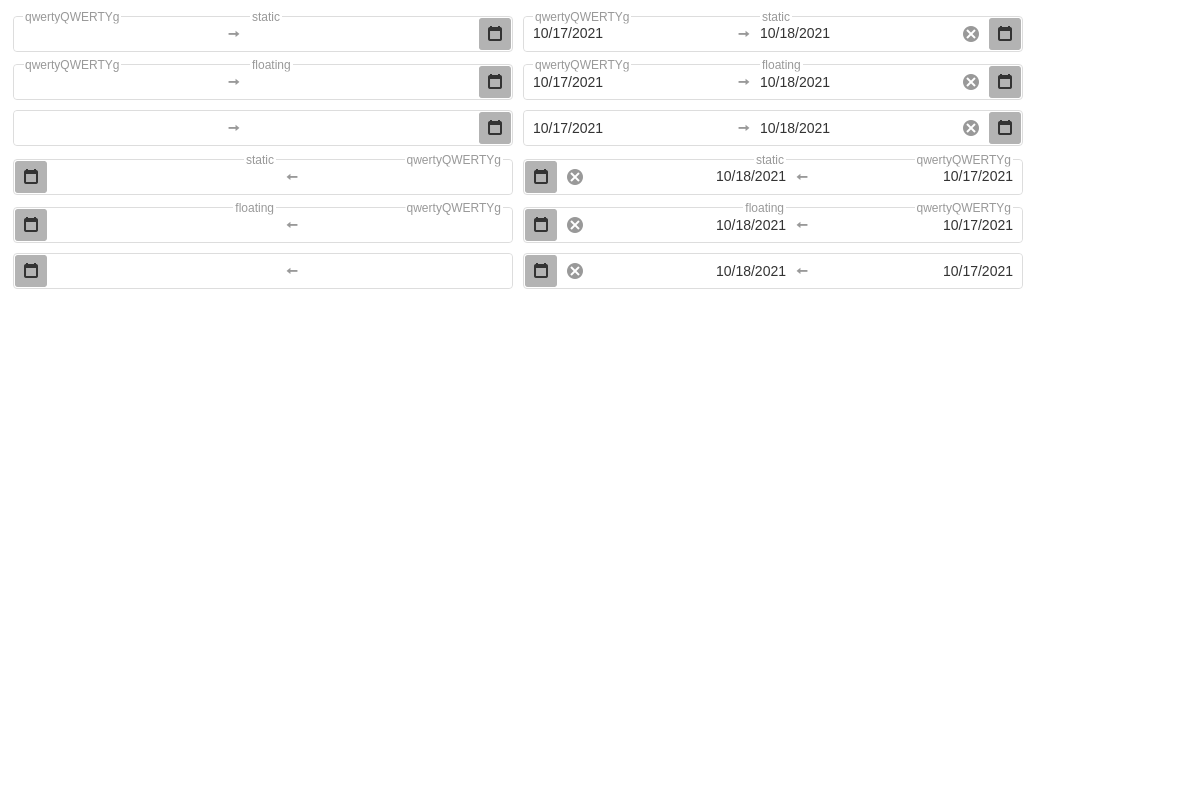 qwertyQWERTYg static qwertyQWERTYg static
10/17/2021 10/18/2021
qwertyQWERTYg floating qwertyQWERTYg floating
10/17/2021 10/18/2021
10/17/2021 10/18/2021
static qwertyQWERTYg static qwertyQWERTYg
10/18/2021 10/17/2021
floating qwertyQWERTYg floating qwertyQWERTYg
10/18/2021 10/17/2021
10/18/2021 10/17/2021